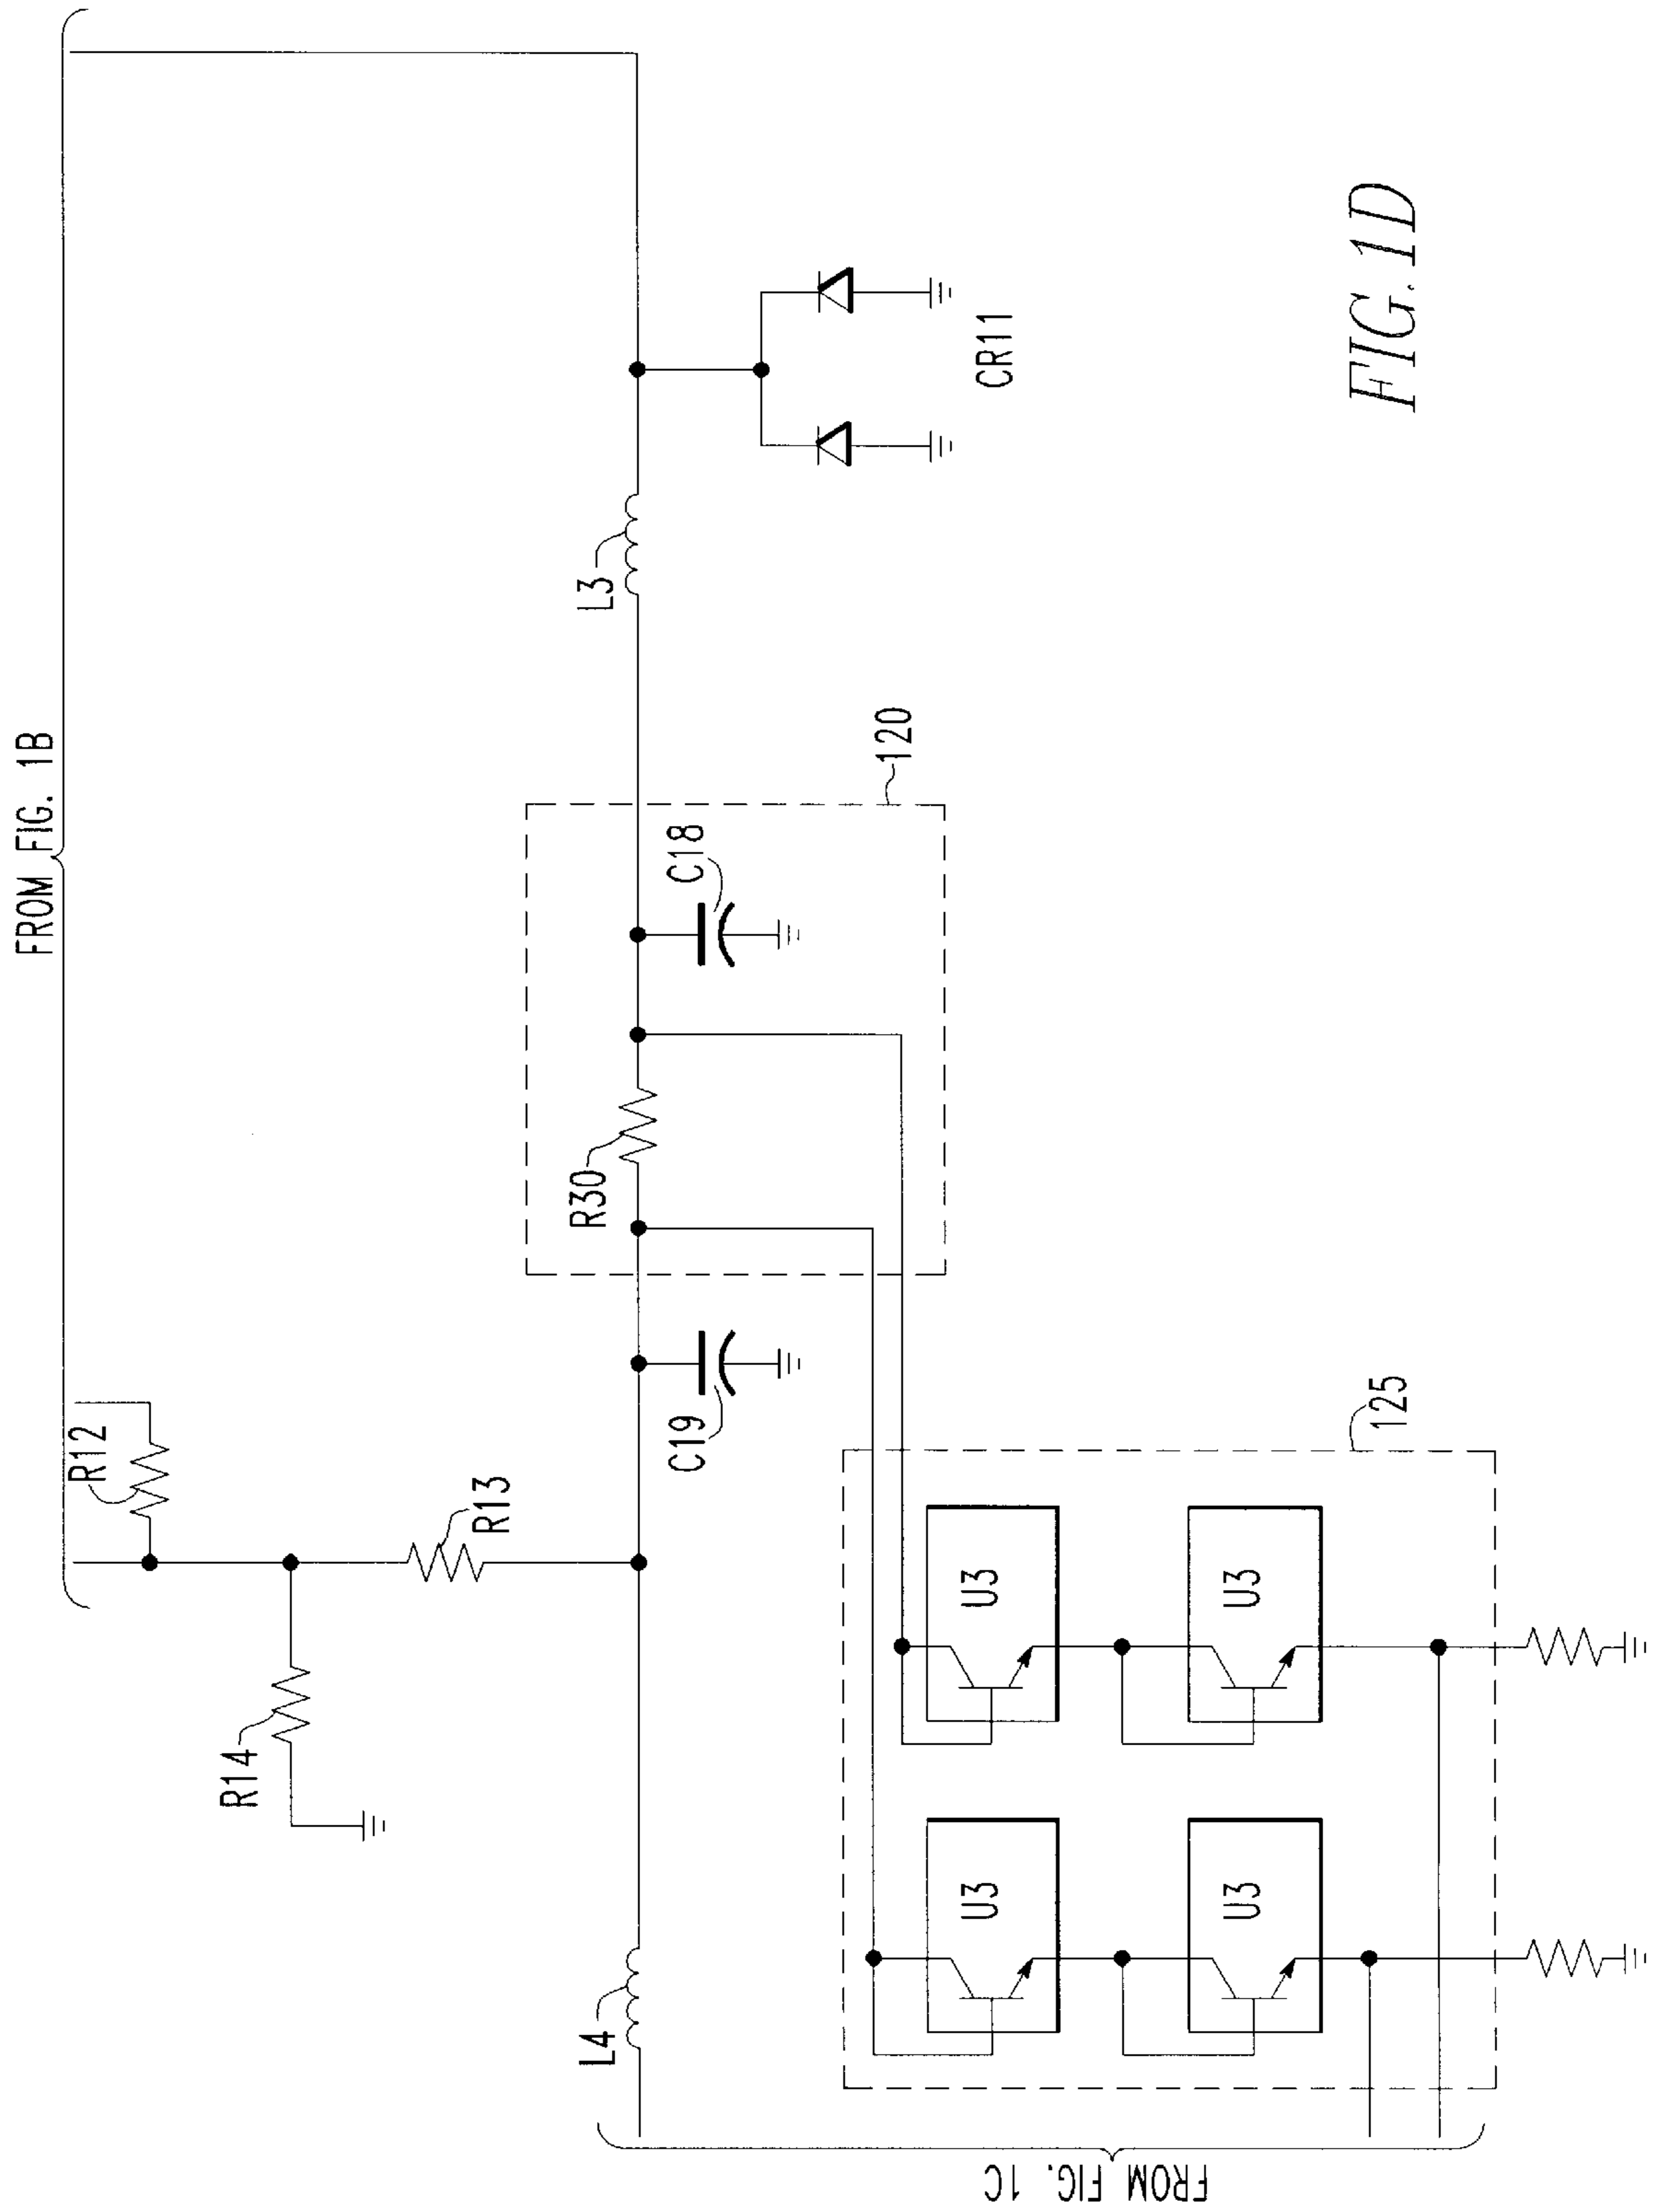 FROM FIG. 1B
R12
R14
R13
L4
C19
R30
C18
120
L3
CR11
125
U3
U3
U3
U3
FROM FIG. 1C
FIG. 1D